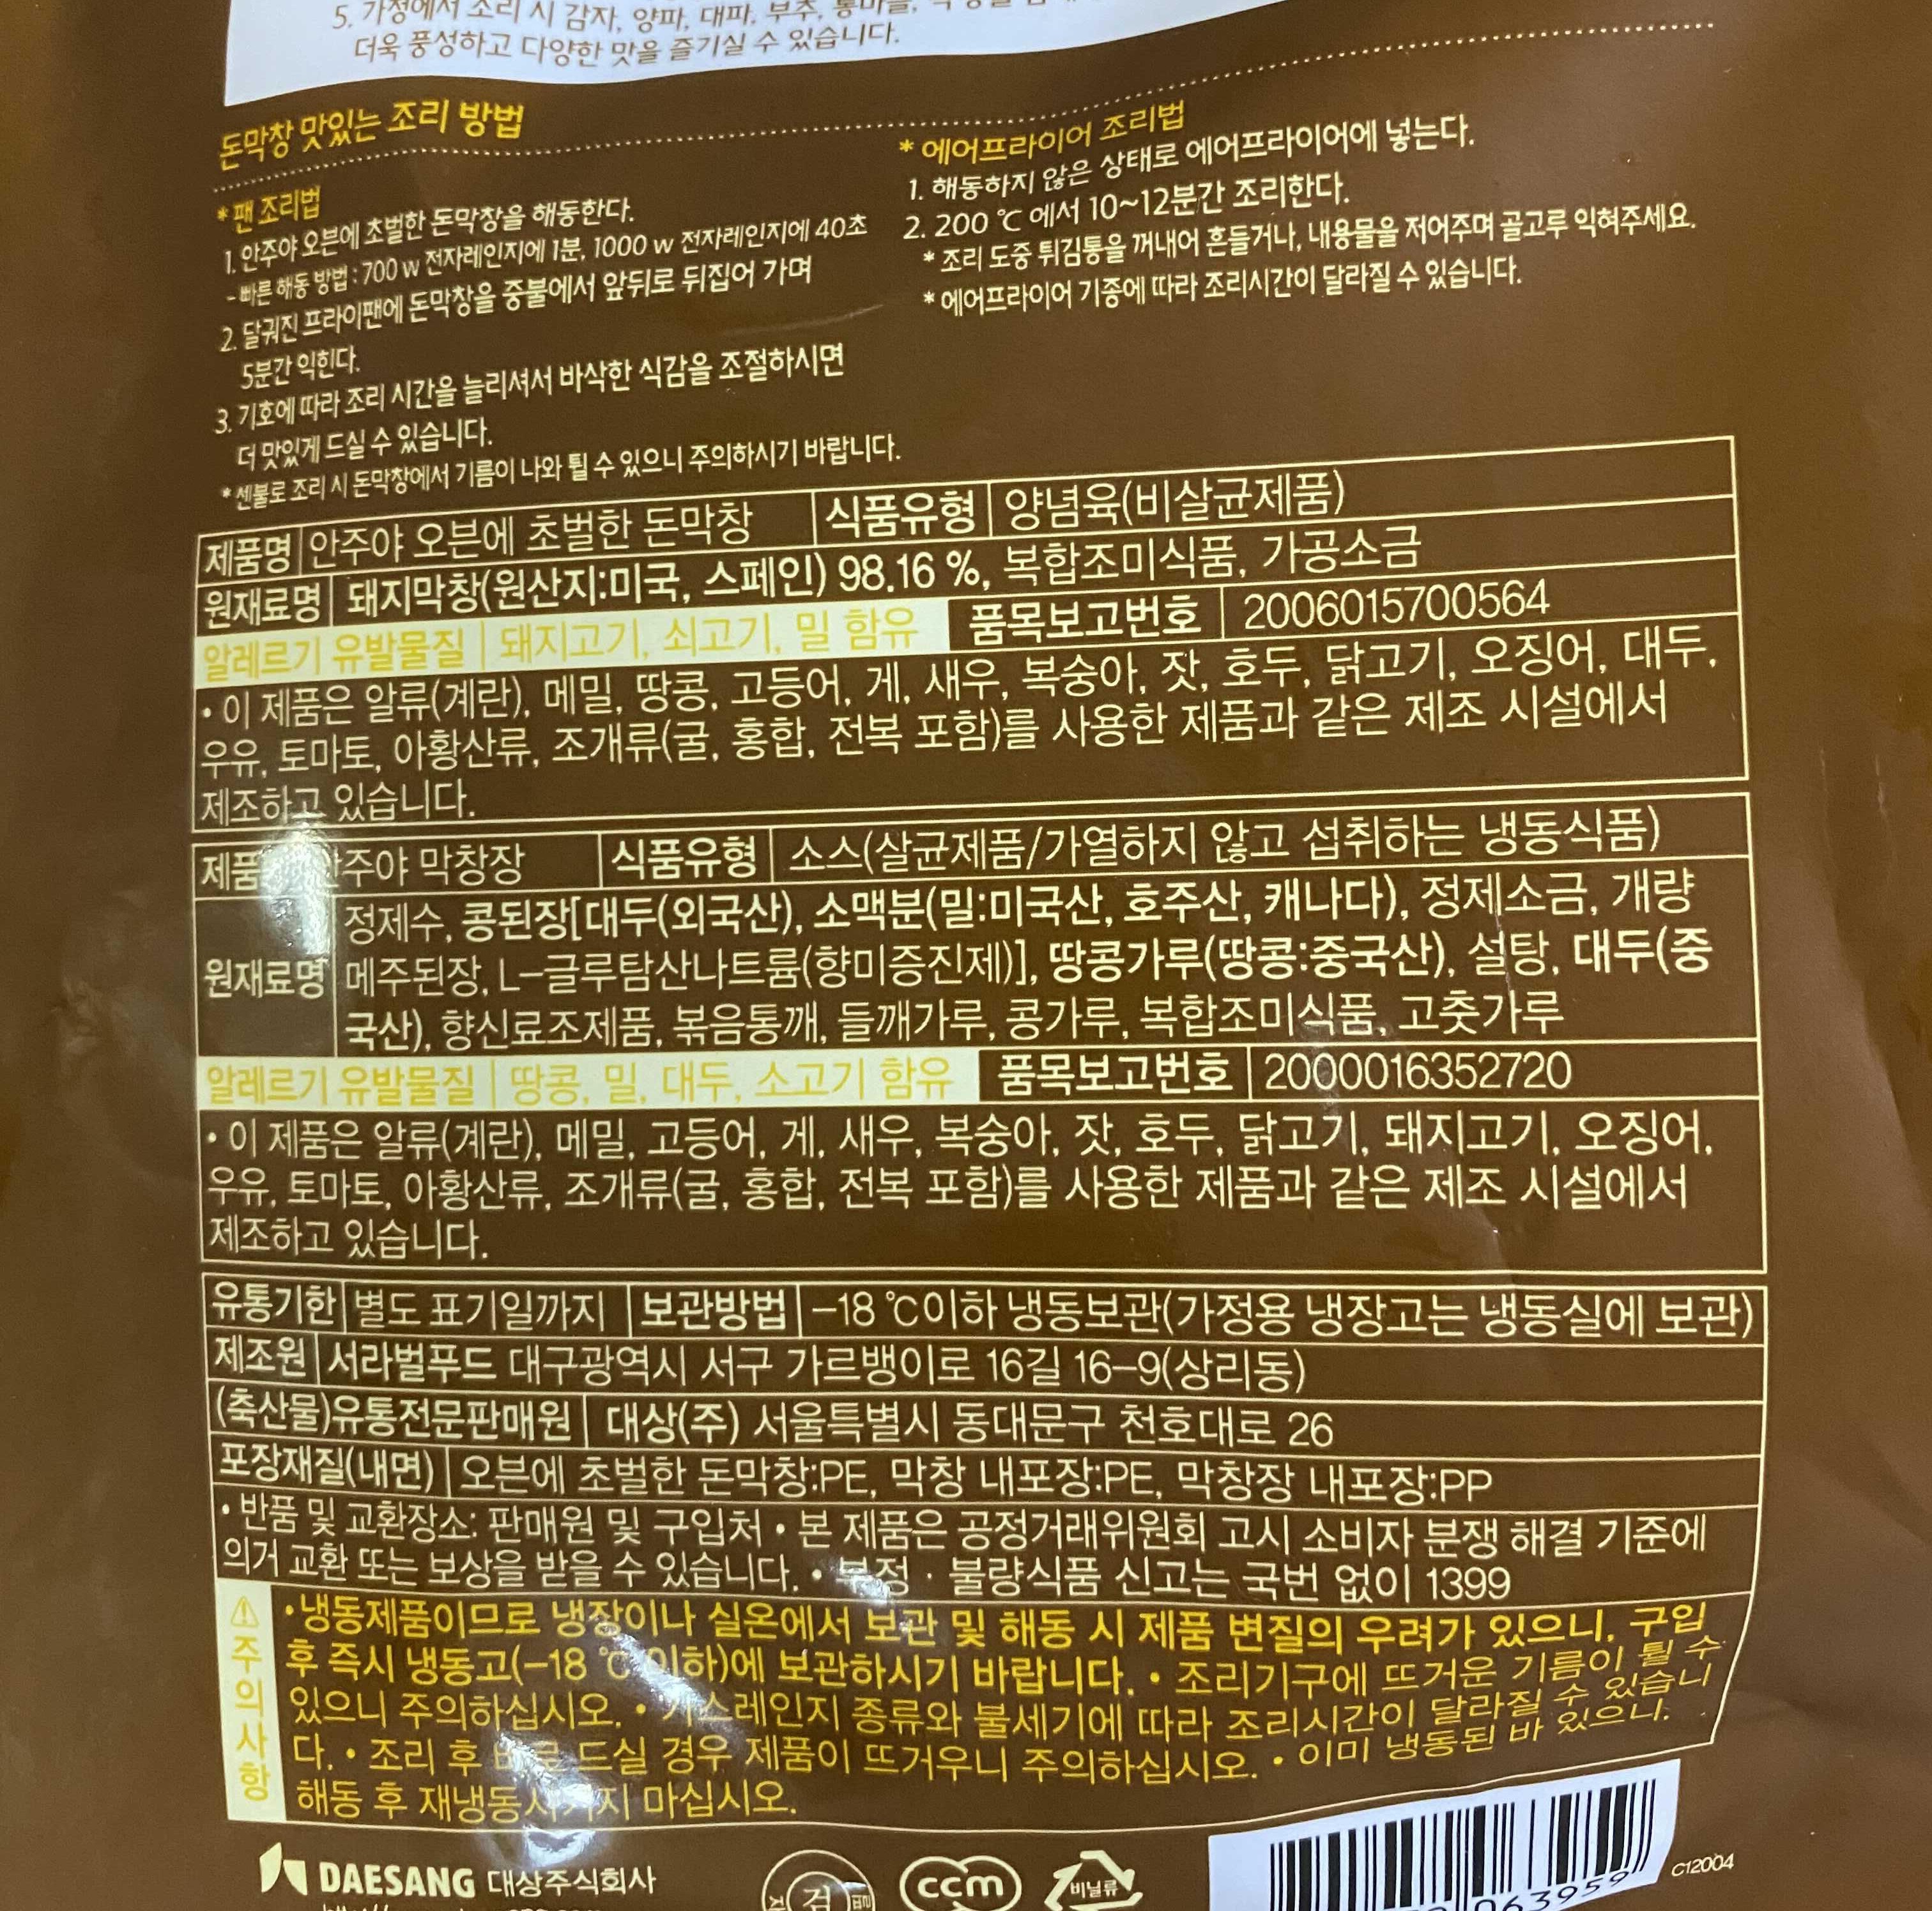 5. 가정에서 조리 시 감자, 양파, 대파, 부추, 통마늘,
더욱 풍성하고 다양한 맛을 즐기실 수 있습니다.
돈막창 맛있는 조리 방법
* 팬 조리법
1. 안주야 오븐에 초벌한 돈막창을 해동한다.
- 빠른 해동 방법 : 700 w 전자레인지에 1분, 1000 w 전자레인지에 40초
2. 달궈진 프라이팬에 돈막창을 중불에서 앞뒤로 뒤집어 가며
5분간 익힌다.
3. 기호에 따라 조리 시간을 늘리셔서 바삭한 식감을 조절하시면
더 맛있게 드실 수 있습니다.
* 센불로 조리 시 돈막창에서 기름이 나와 튈 수 있으니 주의하시기 바랍니다.
* 에어프라이어 조리법
1. 해동하지 않은 상태로 에어프라이어에 넣는다.
2. 200 ℃ 에서 10~12분간 조리한다.
* 조리 도중 튀김통을 꺼내어 흔들거나, 내용물을 저어주며 골고루 익혀주세요.
* 에어프라이어 기종에 따라 조리시간이 달라질 수 있습니다.
제품명 안주야 오븐에 초벌한 돈막창 식품유형 양념육(비살균제품)
원재료명 돼지막창(원산지:미국, 스페인) 98.16 %, 복합조미식품, 가공소금
알레르기 유발물질 돼지고기, 쇠고기, 밀 함유 품목보고번호 2006015700564
• 이 제품은 알류(계란), 메밀, 땅콩, 고등어, 게, 새우, 복숭아, 잣, 호두, 닭고기, 오징어, 대두,
우유, 토마토, 아황산류, 조개류(굴, 홍합, 전복 포함)를 사용한 제품과 같은 제조 시설에서
제조하고 있습니다.
제품 주야 막창장 식품유형 소스(살균제품/가열하지 않고 섭취하는 냉동식품)
정제수, 콩된장[대두(외국산), 소맥분(밀:미국산, 호주산, 캐나다), 정제소금, 개량
원재료명 메주된장, L-글루탐산나트륨(향미증진제)], 땅콩가루(땅콩:중국산), 설탕, 대두(중
국산), 향신료조제품, 볶음통깨, 들깨가루, 콩가루, 복합조미식품, 고춧가루
알레르기 유발물질 땅콩, 밀, 대두, 소고기 함유 품목보고번호 2000016352720
• 이 제품은 알류(계란), 메밀, 고등어, 게, 새우, 복숭아, 잣, 호두, 닭고기, 돼지고기, 오징어,
우유, 토마토, 아황산류, 조개류(굴, 홍합, 전복 포함)를 사용한 제품과 같은 제조 시설에서
제조하고 있습니다.
유통기한 별도 표기일까지 보관방법 -18 ℃이하 냉동보관(가정용 냉장고는 냉동실에 보관)
제조원 서라벌푸드 대구광역시 서구 가르뱅이로 16길 16-9(상리동)
(축산물)유통전문판매원 대상(주) 서울특별시 동대문구 천호대로 26
포장재질(내면) 오븐에 초벌한 돈막창:PE, 막창 내포장:PE, 막창장 내포장:PP
• 반품 및 교환장소: 판매원 및 구입처 • 본 제품은 공정거래위원회 고시 소비자 분쟁 해결 기준에
의거 교환 또는 보상을 받을 수 있습니다. • 부정 · 불량식품 신고는 국번 없이 1399
주의사항
• 냉동제품이므로 냉장이나 실온에서 보관 및 해동 시 제품 변질의 우려가 있으니, 구입
후 즉시 냉동고(-18 ℃ 이하)에 보관하시기 바랍니다. • 조리기구에 뜨거운 기름이 튈 수
있으니 주의하십시오. • 가스레인지 종류와 불세기에 따라 조리시간이 달라질 수 있습니
다. • 조리 후 바로 드실 경우 제품이 뜨거우니 주의하십시오. • 이미 냉동된 바 있으니,
해동 후 재냉동시키지 마십시오.
DAESANG 대상주식회사
검
ccm
비닐류
063959
C12004